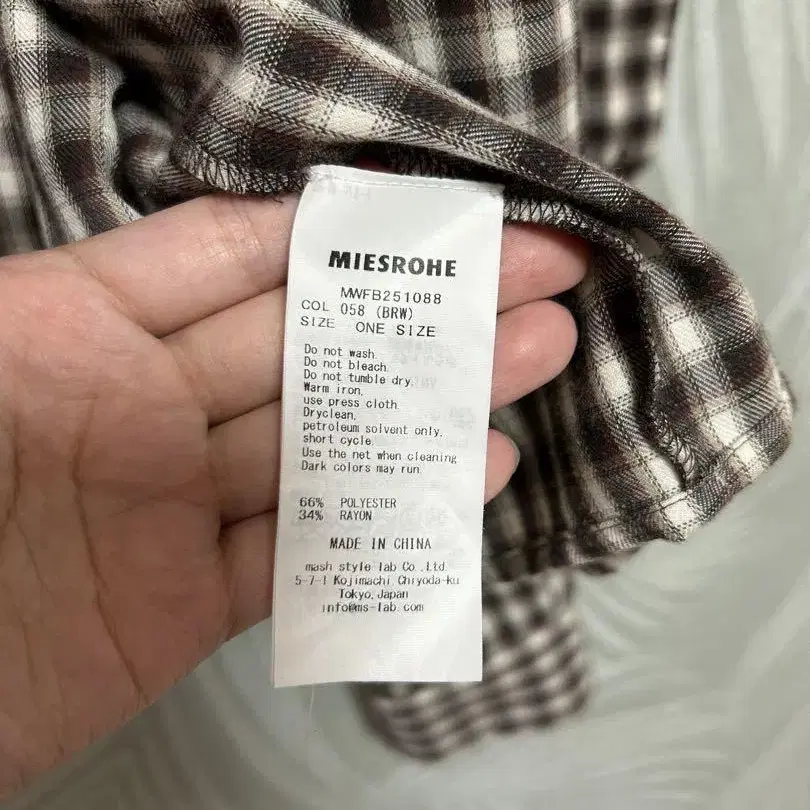 MIESROHE
MWFB251088
COL 058 (BRW)
SIZE ONE SIZE
Do not wash.
Do not bleach.
Do not tumble dry.
Warm iron,
use press cloth.
Dryclean,
petroleum solvent only,
short cycle.
Use the net when cleaning
Dark colors may run.
66% POLYESTER
34% RAYON
MADE IN CHINA
mash style lab Co.,Ltd.
5-7-1 Kojimachi,Chiyoda-ku
Tokyo,Japan
info@ms-lab.com